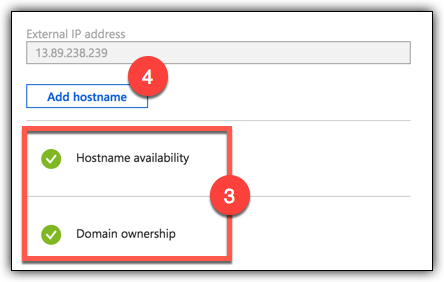 External IP address
13.89.238.239
4
Add hostname
Hostname availability
3
Domain ownership